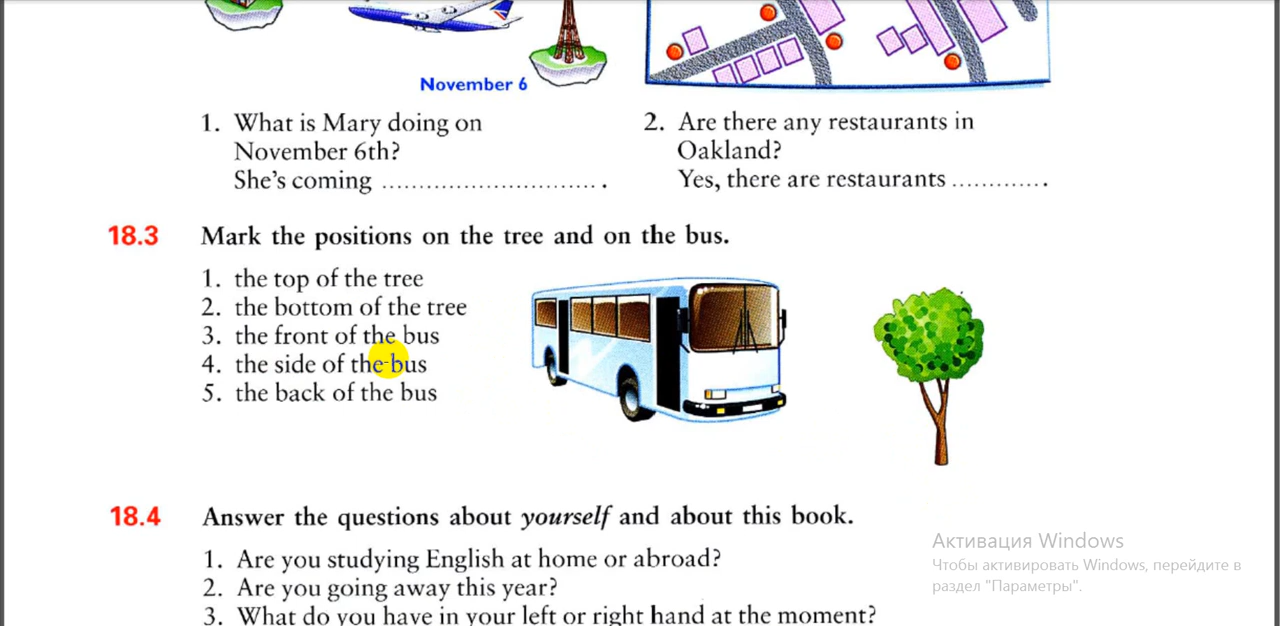 November 6
1. What is Mary doing on
November 6th?
She's coming .............................. .
2. Are there any restaurants in
Oakland?
Yes, there are restaurants ............. .
18.3 Mark the positions on the tree and on the bus.
1. the top of the tree
2. the bottom of the tree
3. the front of the bus
4. the side of the bus
5. the back of the bus
18.4 Answer the questions about yourself and about this book.
1. Are you studying English at home or abroad?
2. Are you going away this year?
3. What do you have in your left or right hand at the moment?
Активация Windows
Чтобы активировать Windows, перейдите в
раздел "Параметры".